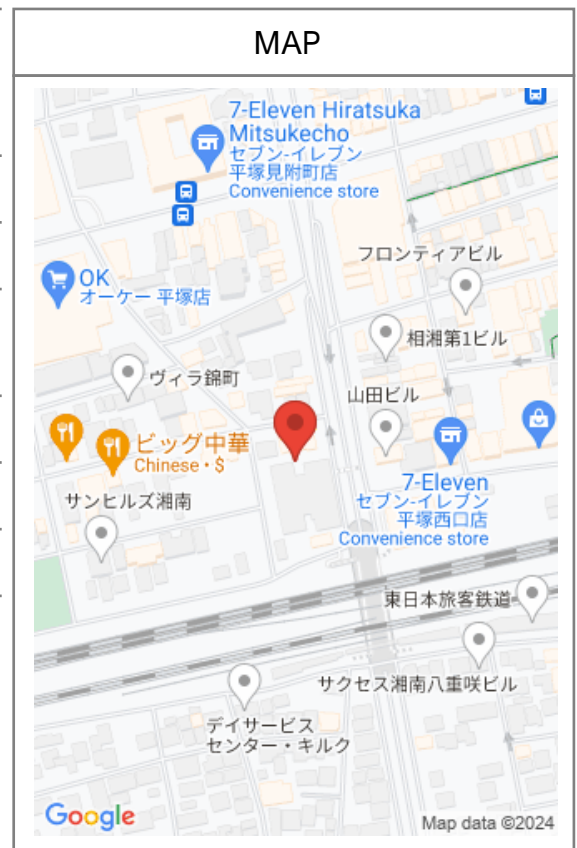 MAP
7-Eleven Hiratsuka
Mitsukecho
セブン-イレブン
平塚見附町店
Convenience store
フロンティアビル
OK
オーケー 平塚店
相湘第1ビル
ヴィラ錦町
山田ビル
ビッグ中華
Chinese・$
7-Eleven
セブン-イレブン
平塚西口店
Convenience store
サンヒルズ湘南
東日本旅客鉄道
サクセス湘南八重咲ビル
デイサービス
センター・キルク
Google
Map data ©2024